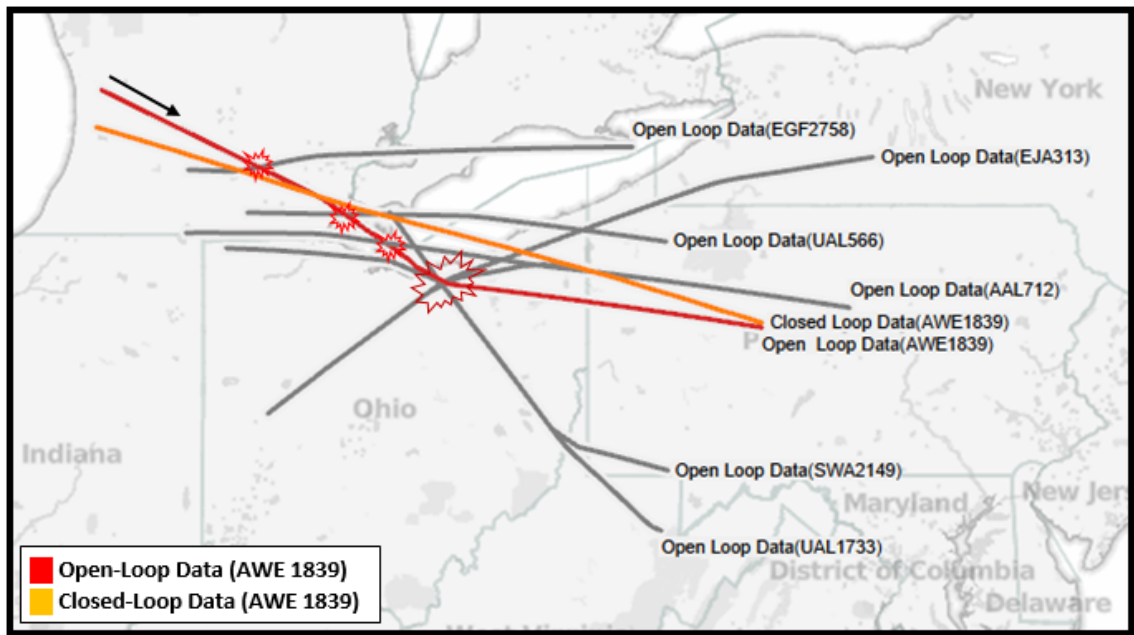 New York
Open Loop Data(EGF2758)
Open Loop Data(EJA313)
Open Loop Data(UAL566)
Open Loop Data(AAL712)
Closed Loop Data(AWE1839)
Open  Loop Data(AWE1839)
P
Ohio
Indiana
Open Loop Data(SWA2149)
Maryland
New Jers
Open Loop Data(UAL1733)
District of Columbia
Delaware
Open-Loop Data (AWE 1839)
Closed-Loop Data (AWE 1839)